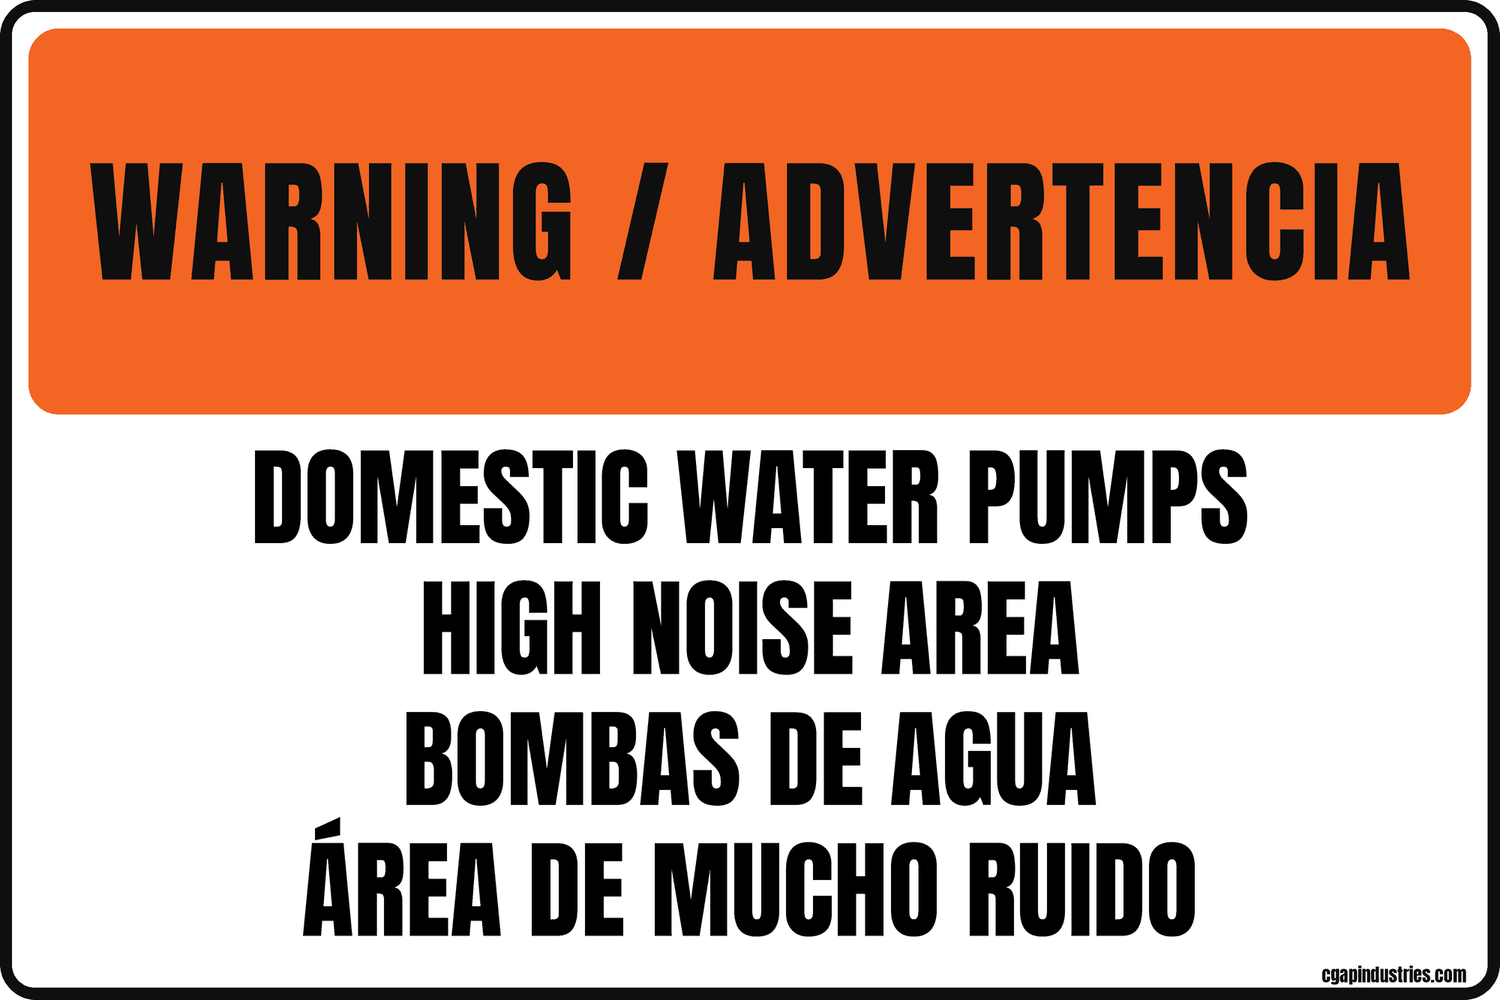 WARNING / ADVERTENCIA
DOMESTIC WATER PUMPS
HIGH NOISE AREA
BOMBAS DE AGUA
ÁREA DE MUCHO RUIDO
cgapindustries.com